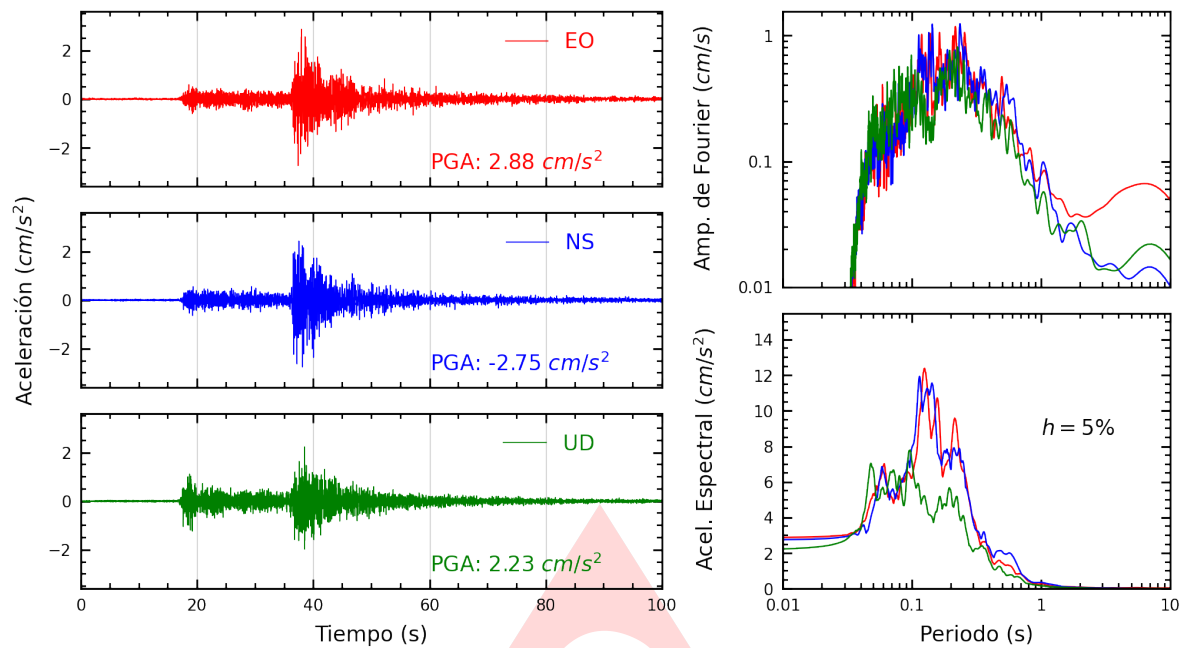 Aceleración (cm/s²)
2
0
−2
EO
PGA: 2.88 cm/s²
2
0
−2
NS
PGA: -2.75 cm/s²
2
0
−2
UD
PGA: 2.23 cm/s²
0 20 40 60 80 100
Tiempo (s)
Amp. de Fourier (cm/s)
1
0.1
0.01
Acel. Espectral (cm/s²)
14
12
10
8
6
4
2
0
h = 5%
0.01 0.1 1 10
Periodo (s)